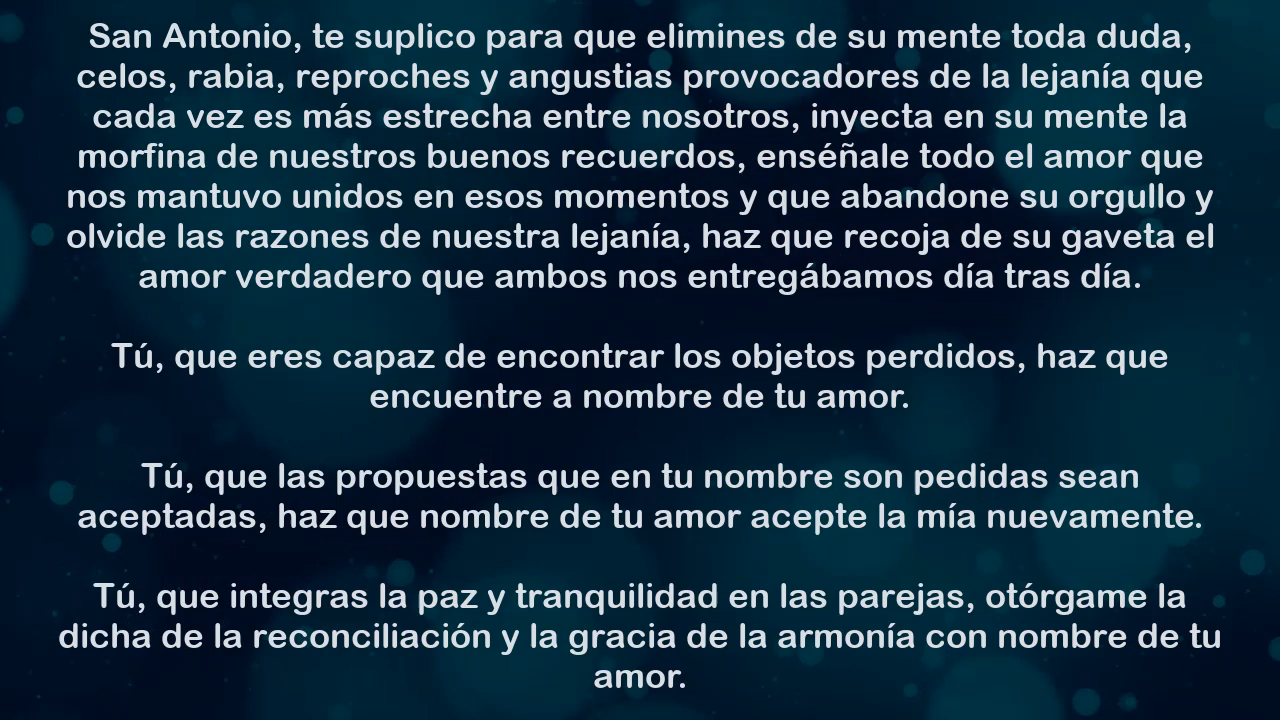 San Antonio, te suplico para que elimines de su mente toda duda,
celos, rabia, reproches y angustias provocadores de la lejanía que
cada vez es más estrecha entre nosotros, inyecta en su mente la
morfina de nuestros buenos recuerdos, enséñale todo el amor que
nos mantuvo unidos en esos momentos y que abandone su orgullo y
olvide las razones de nuestra lejanía, haz que recoja de su gaveta el
amor verdadero que ambos nos entregábamos día tras día.
Tú, que eres capaz de encontrar los objetos perdidos, haz que
encuentre a nombre de tu amor.
Tú, que las propuestas que en tu nombre son pedidas sean
aceptadas, haz que nombre de tu amor acepte la mía nuevamente.
Tú, que integras la paz y tranquilidad en las parejas, otórgame la
dicha de la reconciliación y la gracia de la armonía con nombre de tu
amor.